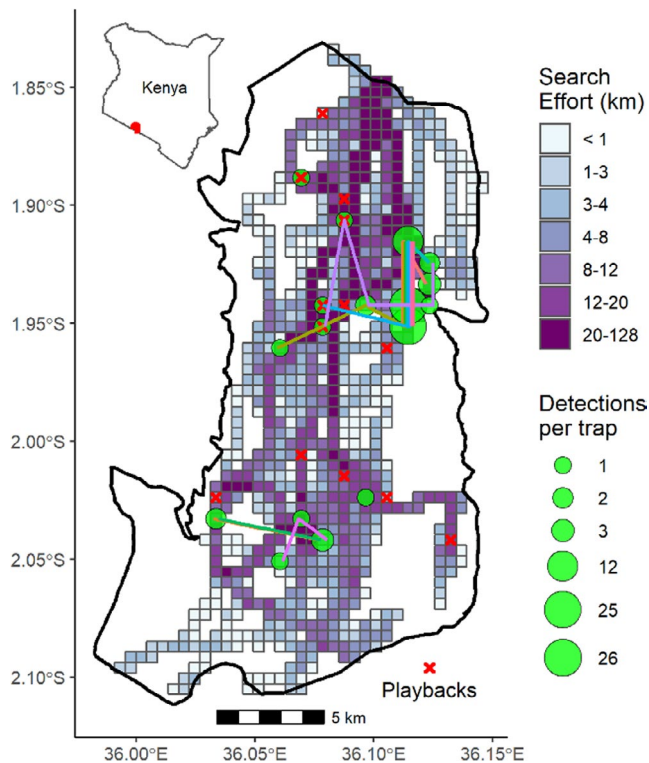 Kenya
1.85°S
1.90°S
1.95°S
2.00°S
2.05°S
2.10°S
2.12°S
36.00°E
36.05°E
36.10°E
36.15°E
5 km
Playbacks
Search
Effort (km)
< 1
1-3
3-4
4-8
8-12
12-20
20-128
Detections
per trap
1
2
3
12
25
26